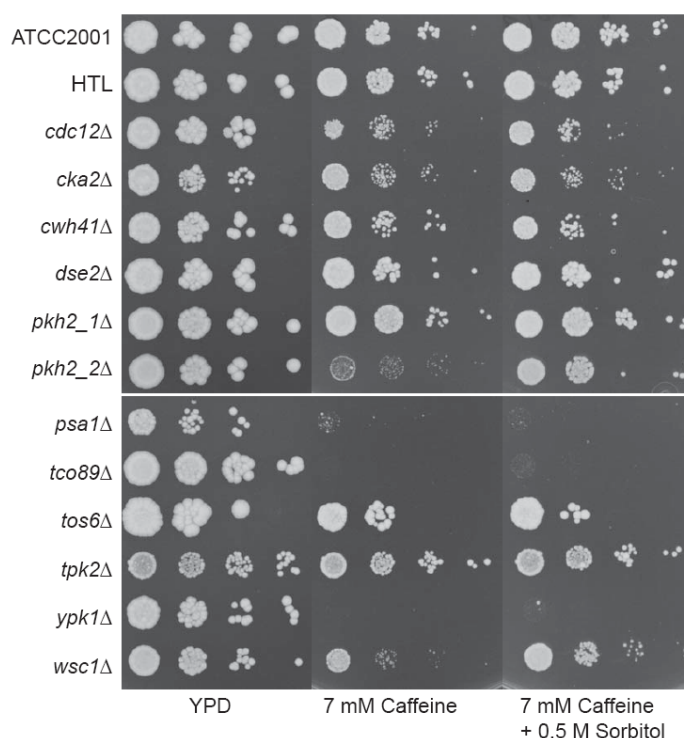 ATCC2001
HTL
cdc12Δ
cka2Δ
cwh41Δ
dse2Δ
pkh2_1Δ
pkh2_2Δ
psa1Δ
tco89Δ
tos6Δ
tpk2Δ
ypk1Δ
wsc1Δ
YPD
7 mM Caffeine
7 mM Caffeine
+ 0.5 M Sorbitol